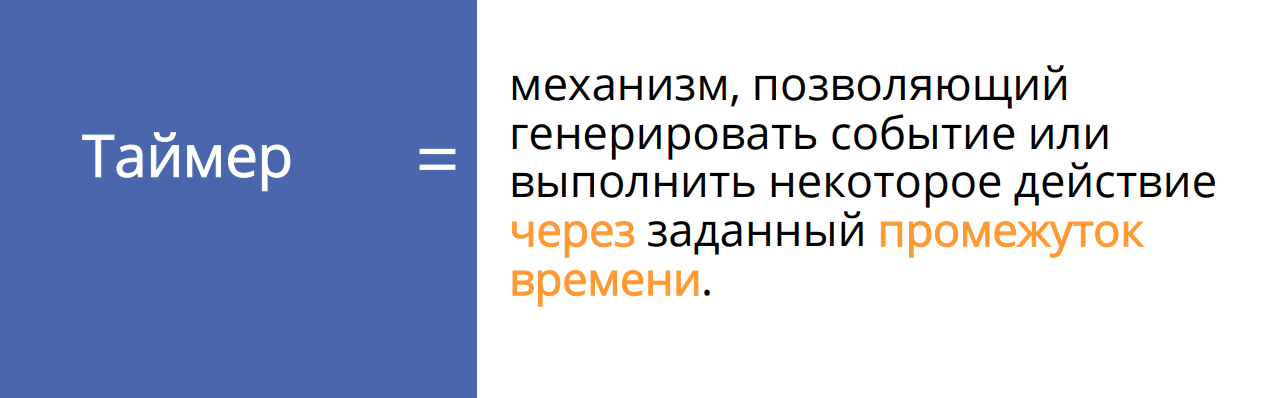 Таймер =
механизм, позволяющий
генерировать событие или
выполнить некоторое действие
через заданный промежуток
времени.